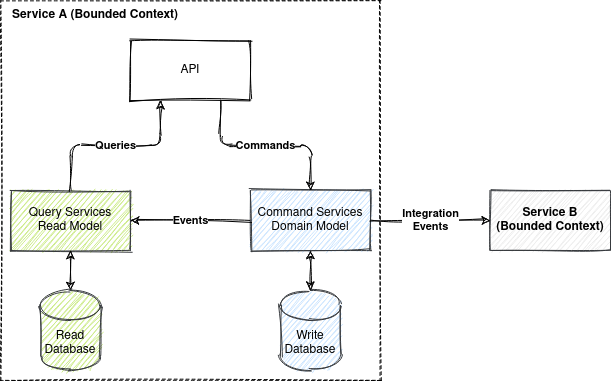 Service A (Bounded Context)
API
Queries
Commands
Query Services
Read Model
Events
Command Services
Domain Model
Integration
Events
Service B
(Bounded Context)
Read
Database
Write
Database